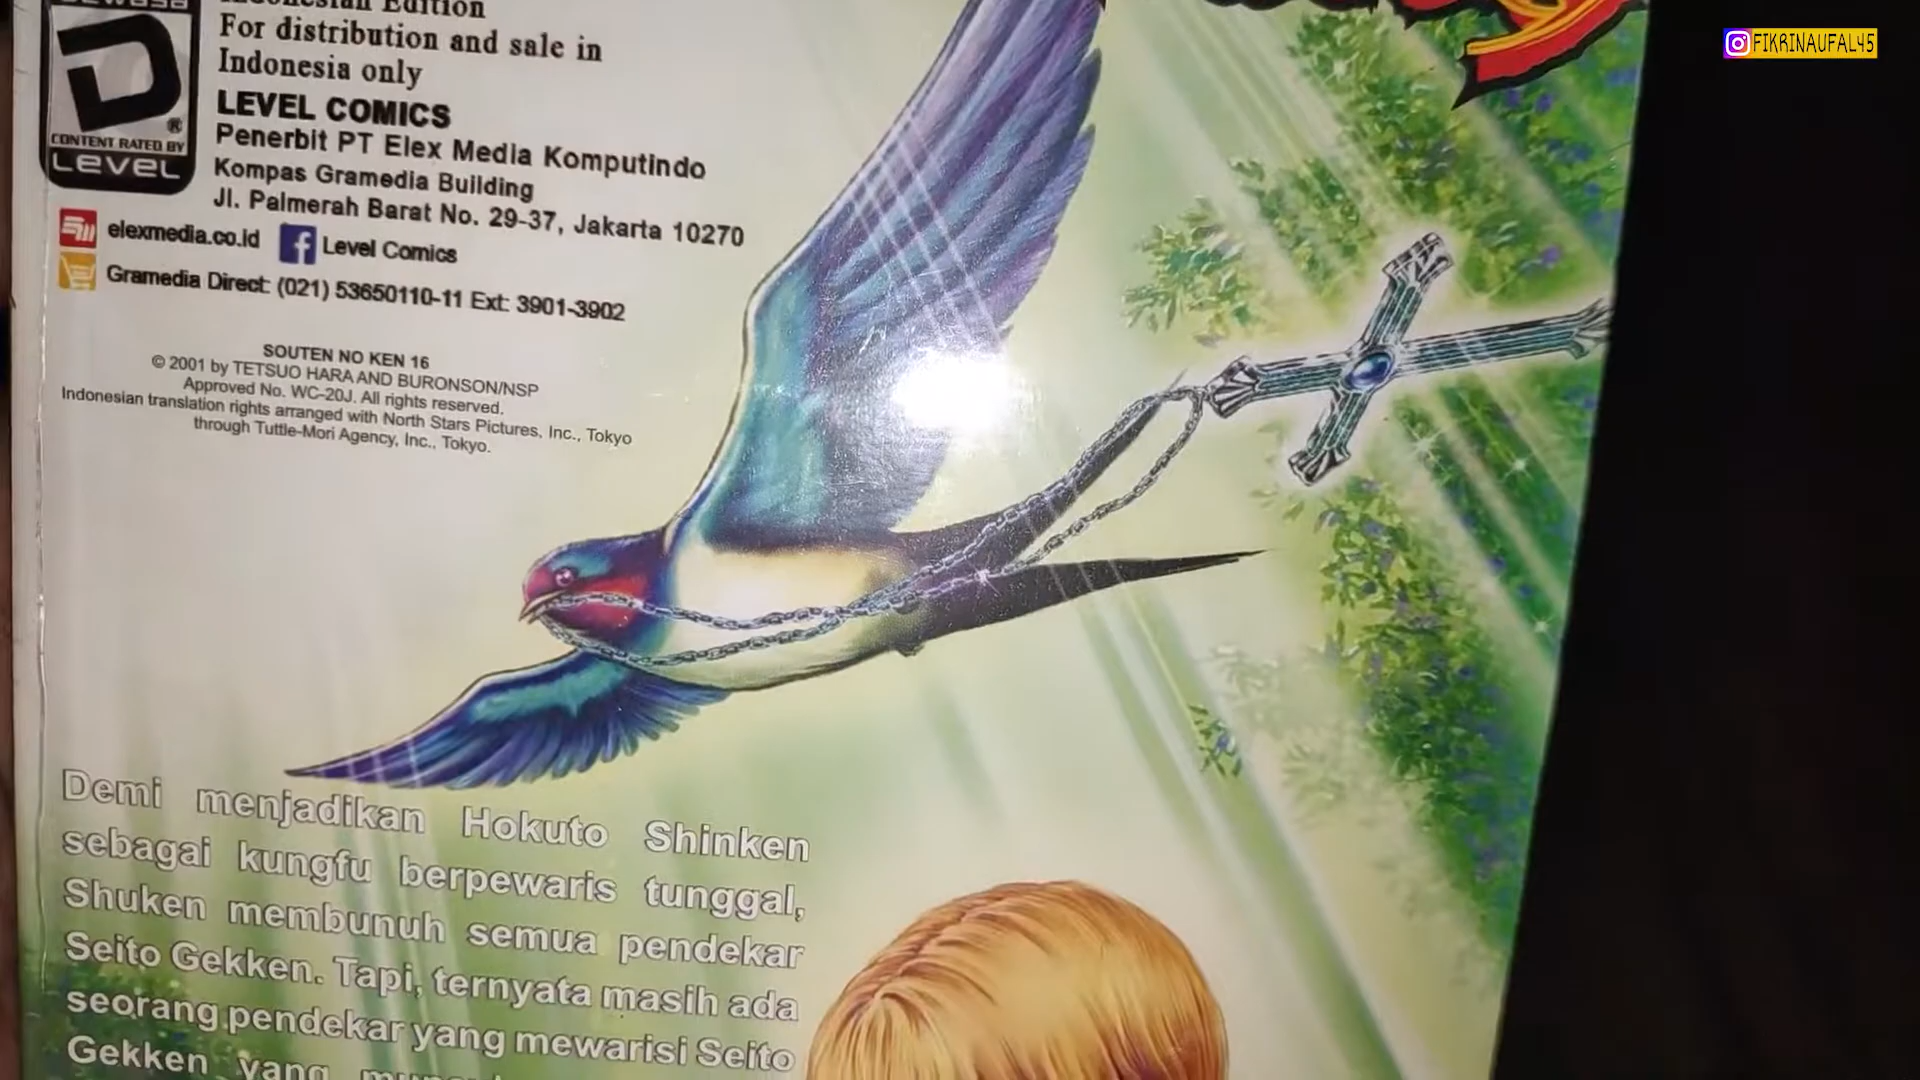 Indonesian Edition
For distribution and sale in
Indonesia only
LEVEL COMICS
Penerbit PT Elex Media Komputindo
Kompas Gramedia Building
Jl. Palmerah Barat No. 29-37, Jakarta 10270
D
®
CONTENT RATED BY
LEVEL
elexmedia.co.id
Level Comics
Gramedia Direct: (021) 53650110-11 Ext: 3901-3902
SOUTEN NO KEN 16
© 2001 by TETSUO HARA AND BURONSON/NSP
Approved No. WC-20J. All rights reserved.
Indonesian translation rights arranged with North Stars Pictures, Inc., Tokyo
through Tuttle-Mori Agency, Inc., Tokyo.
Demi menjadikan Hokuto Shinken
sebagai kungfu berpewaris tunggal,
Shuken membunuh semua pendekar
Seito Gekken. Tapi, ternyata masih ada
seorang pendekar yang mewarisi Seito
Gekken yang
FIKRINAUFAL45